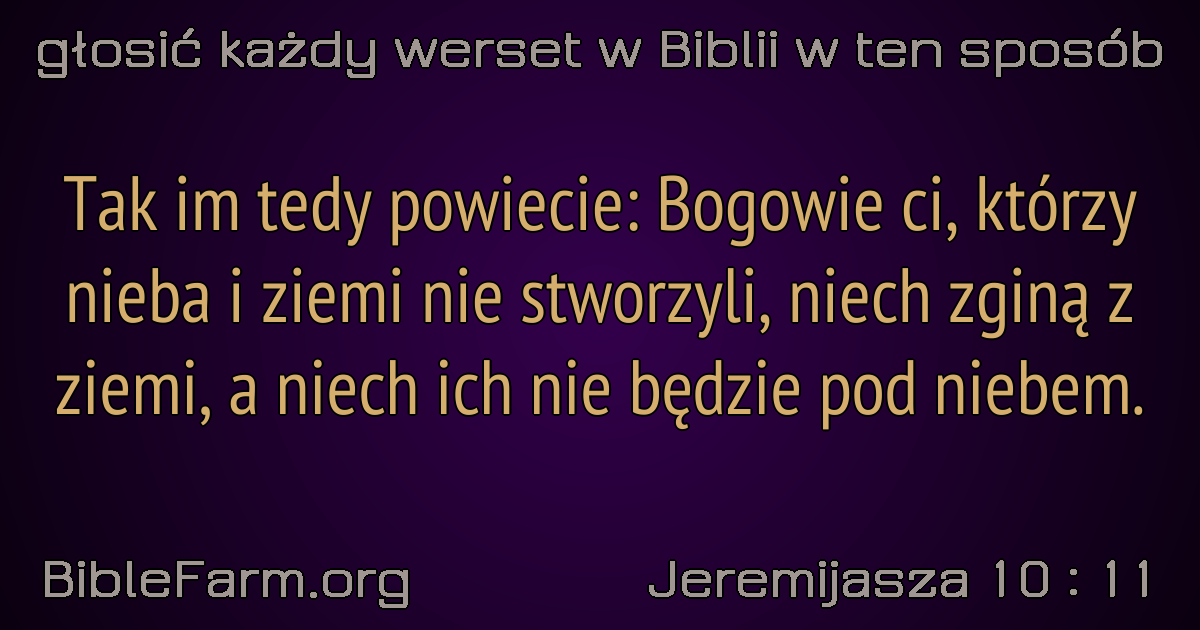 głosić każdy werset w Biblii w ten sposób
Tak im tedy powiecie: Bogowie ci, którzy
nieba i ziemi nie stworzyli, niech zginą z
ziemi, a niech ich nie będzie pod niebem.
BibleFarm.org
Jeremijasza 10 : 11